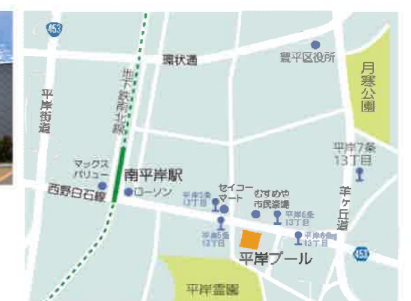 453
環状通
豊平区役所
月寒
公園
平岸街道
地下鉄南北線
平岸7条
13丁目
マックス
バリュー
南平岸駅
ローソン
西野白石線
平岸5条
13丁目
セイコー
マート
むすめや
市民斎場
平岸6条
13丁目
羊ヶ丘通
平岸5条
13丁目
平岸6条
13丁目
453
平岸プール
平岸霊園